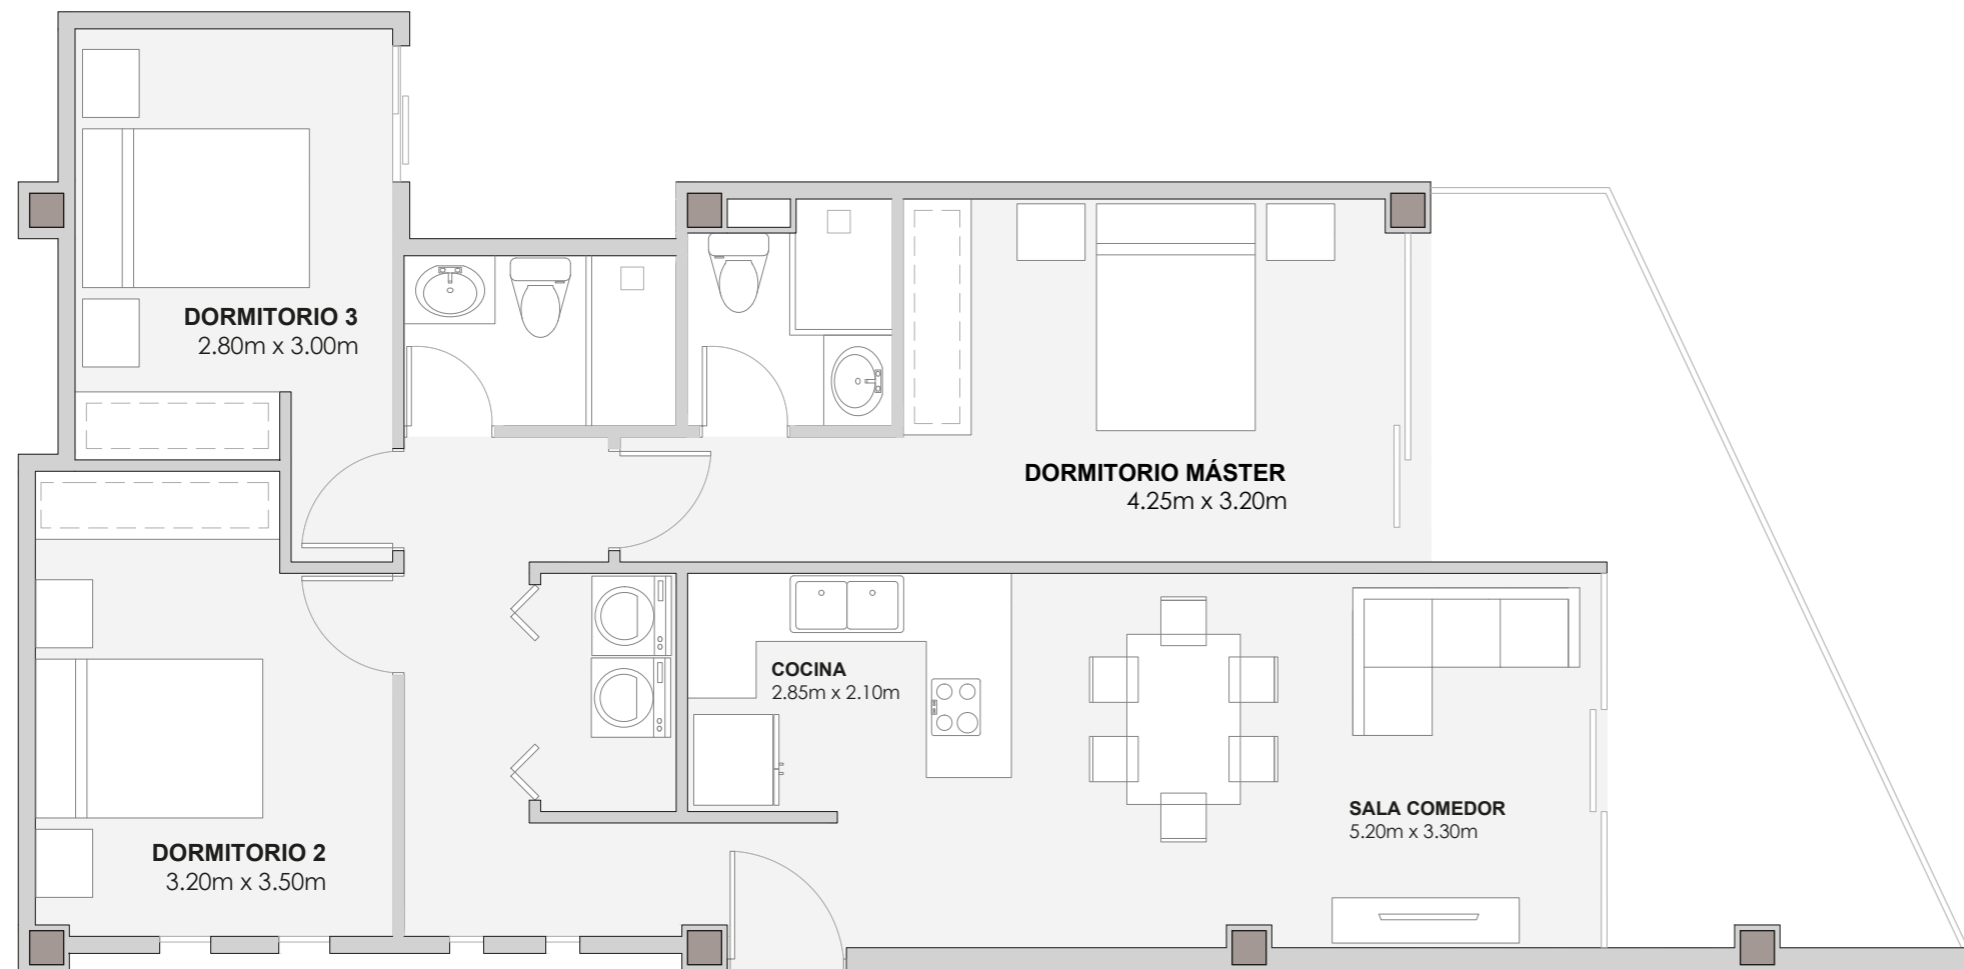 DORMITORIO 3
2.80m x 3.00m
DORMITORIO MÁSTER
4.25m x 3.20m
COCINA
2.85m x 2.10m
SALA COMEDOR
5.20m x 3.30m
DORMITORIO 2
3.20m x 3.50m